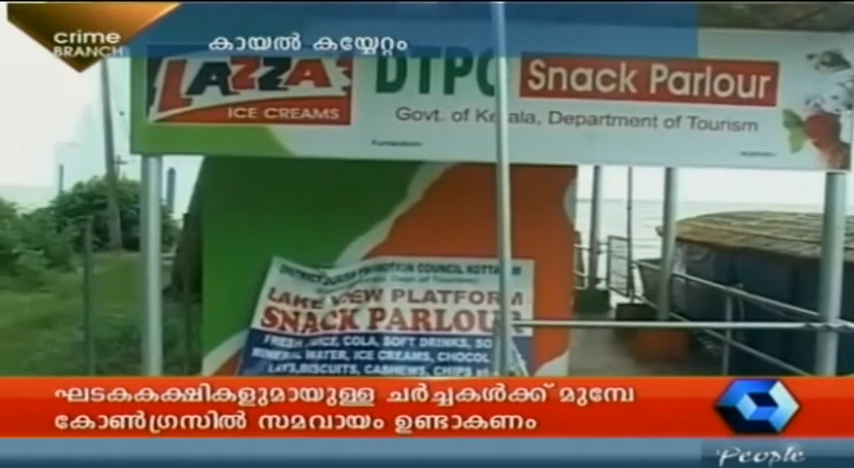 crime
BRANCH
കായൽ കയ്യേറ്റം
LAZZA
ICE CREAMS
DTPC
Snack Parlour
Govt. of Kerala, Department of Tourism
DISTRICT PROMOTION COUNCIL
LAKE VIEW PLATFORM
SNACK PARLOUR
FRESH JUICE, COLA, SOFT DRINKS,
MINERAL WATER, ICE CREAMS,
LAYS, BISCUITS, CASHEWS, CHIPS
ഘടകകക്ഷികളുമായുള്ള ചർച്ചകൾക്ക് മുമ്പേ
കോൺഗ്രസിൽ സമവായം ഉണ്ടാകണം
People